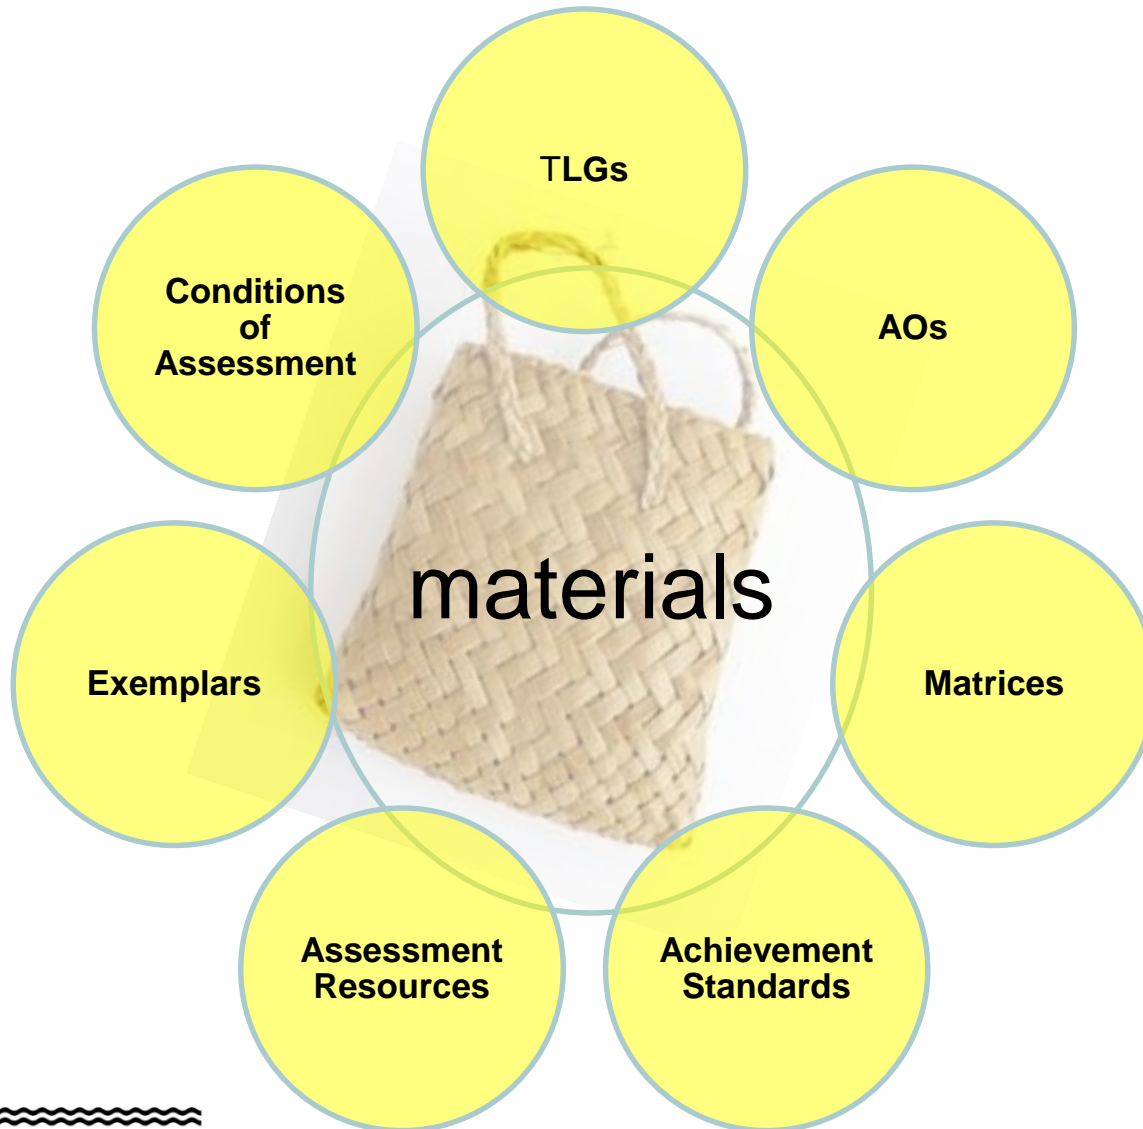 TLGs
Conditions
of
Assessment
AOs
materials
Exemplars
Matrices
Assessment
Resources
Achievement
Standards